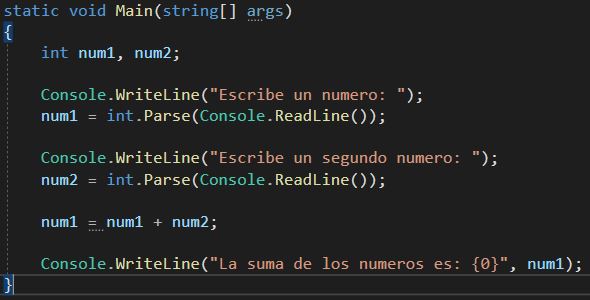 static void Main(string[] args)
{
int num1, num2;
Console.WriteLine("Escribe un numero: ");
num1 = int.Parse(Console.ReadLine());
Console.WriteLine("Escribe un segundo numero: ");
num2 = int.Parse(Console.ReadLine());
num1 = num1 + num2;
Console.WriteLine("La suma de los numeros es: {0}", num1);
}